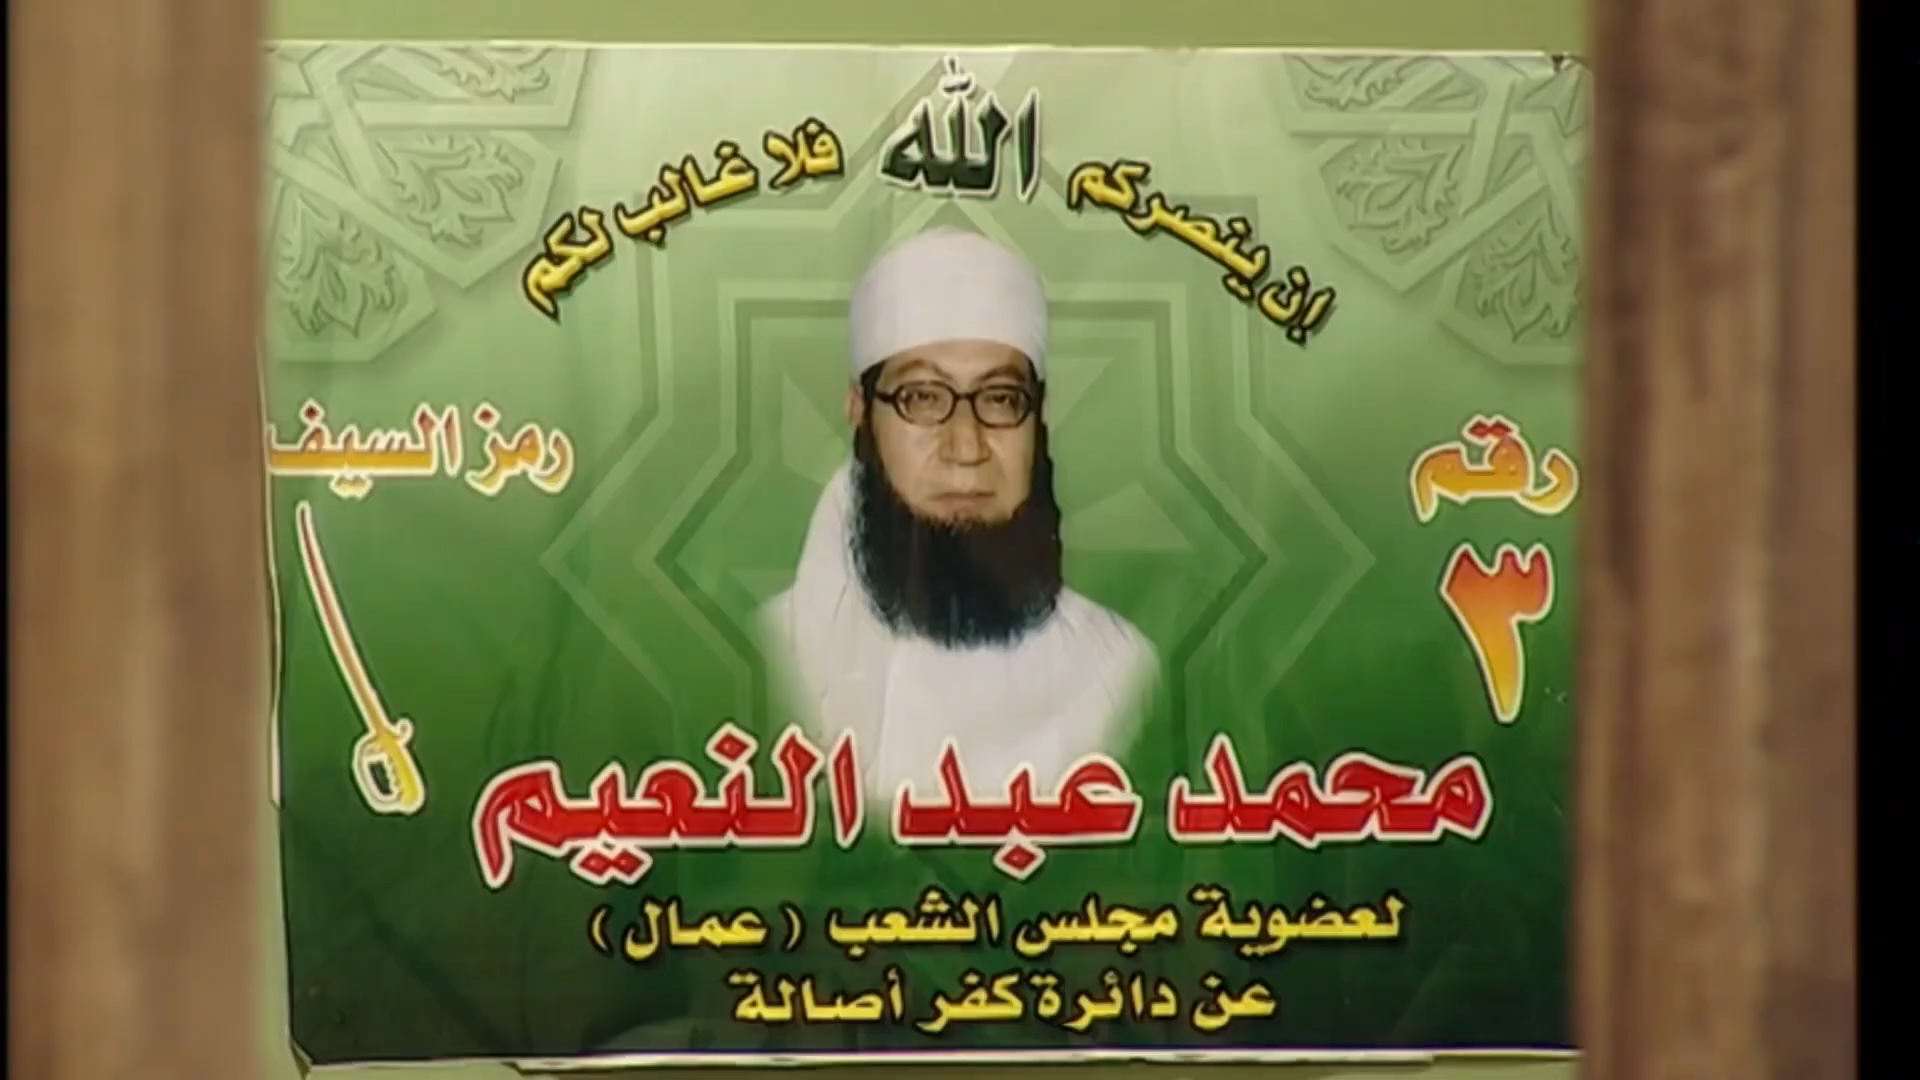 إن ينصركم الله فلا غالب لكم
رقم
٣
رمز السيف
محمد عبد النعيم
لعضوية مجلس الشعب (عمال)
عن دائرة كفر أصالة